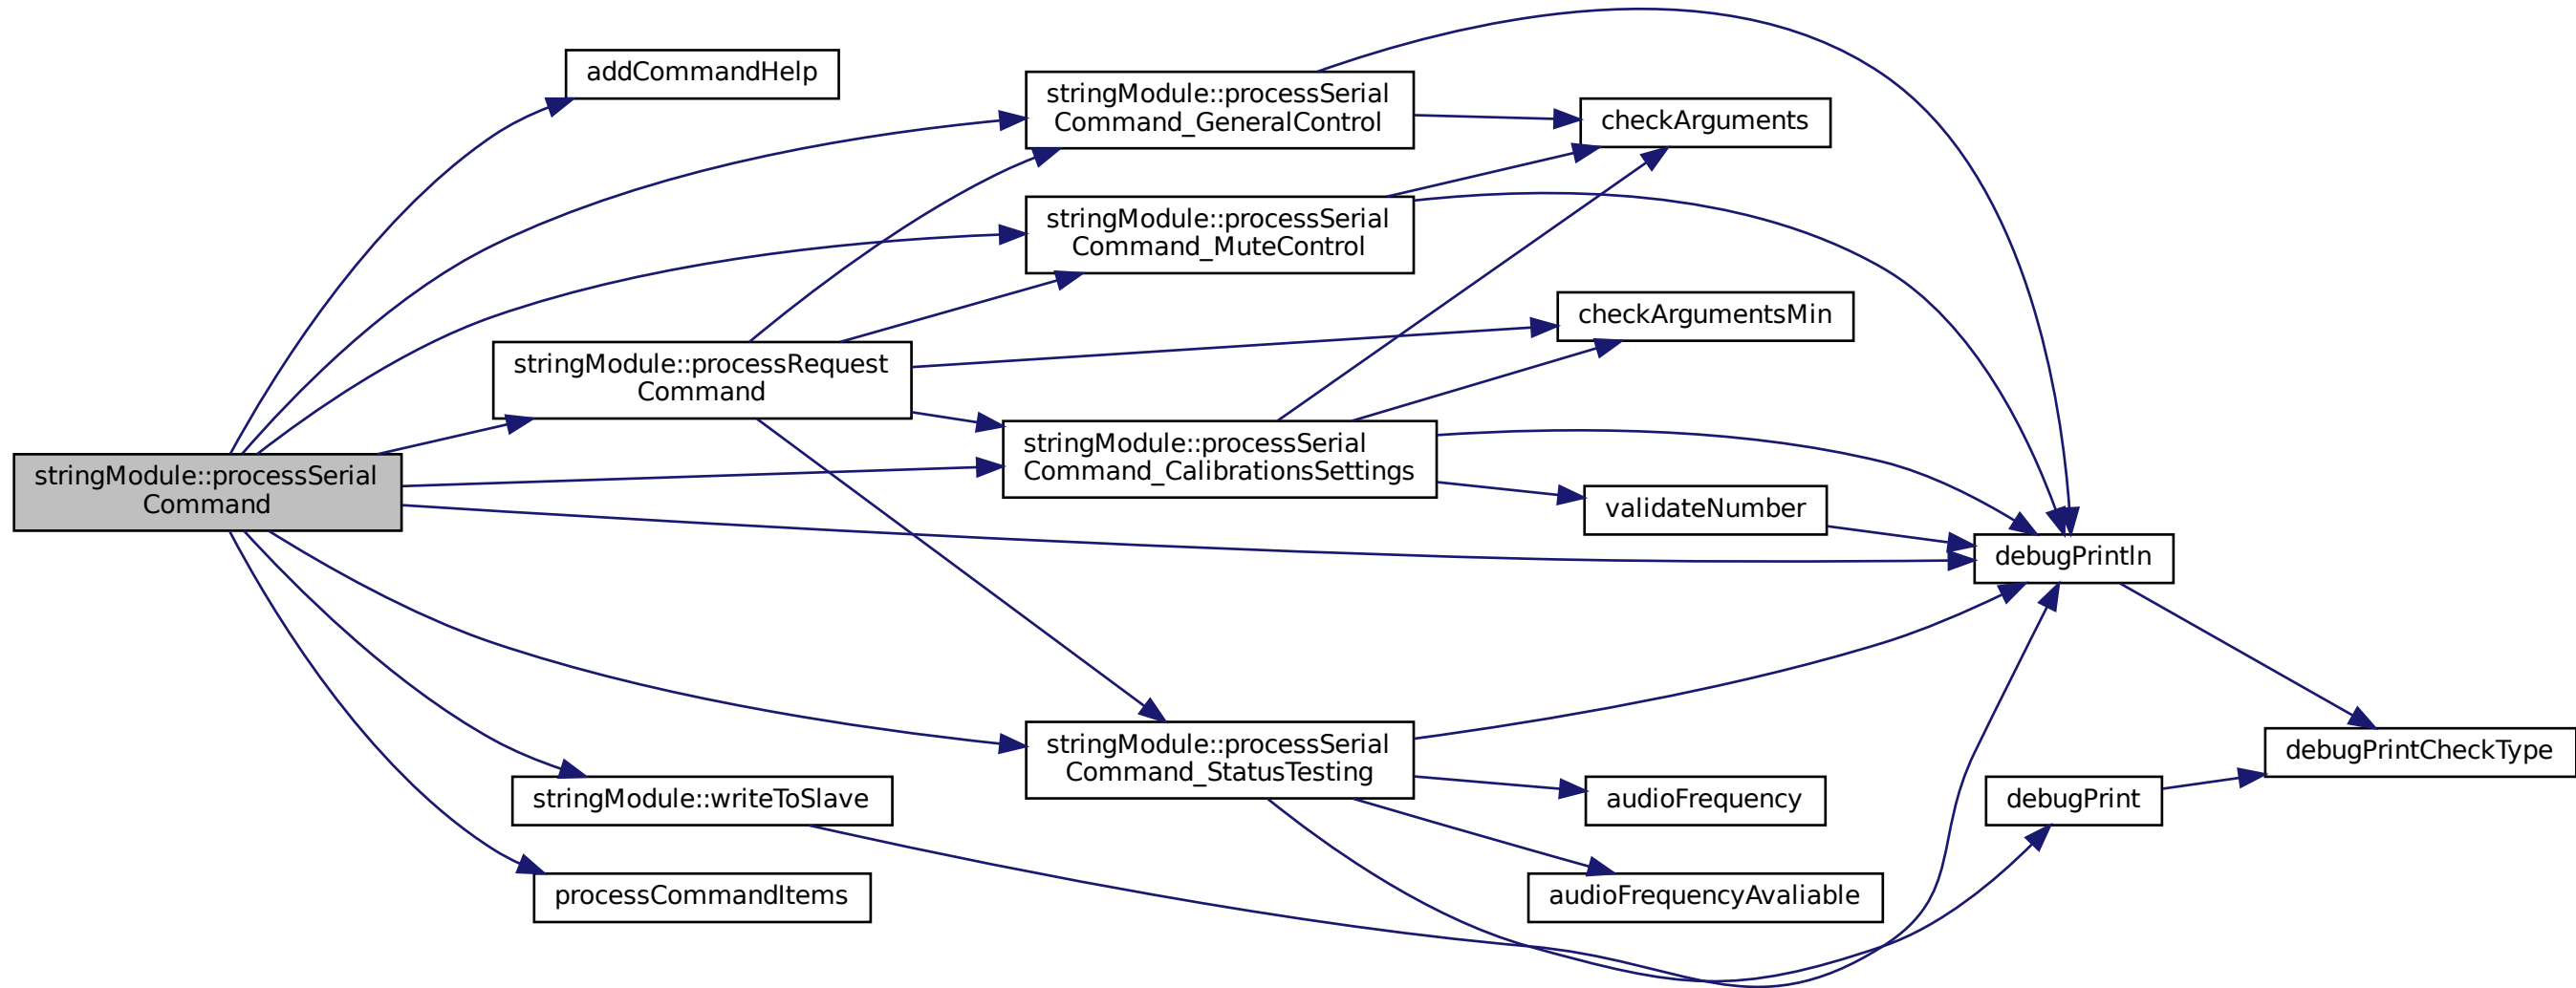 addCommandHelp
stringModule::processSerial
Command_GeneralControl
checkArguments
stringModule::processSerial
Command_MuteControl
checkArgumentsMin
stringModule::processRequest
Command
stringModule::processSerial
Command_CalibrationsSettings
stringModule::processSerial
Command
validateNumber
debugPrintln
stringModule::processSerial
Command_StatusTesting
debugPrintCheckType
stringModule::writeToSlave
audioFrequency
debugPrint
processCommandItems
audioFrequencyAvaliable